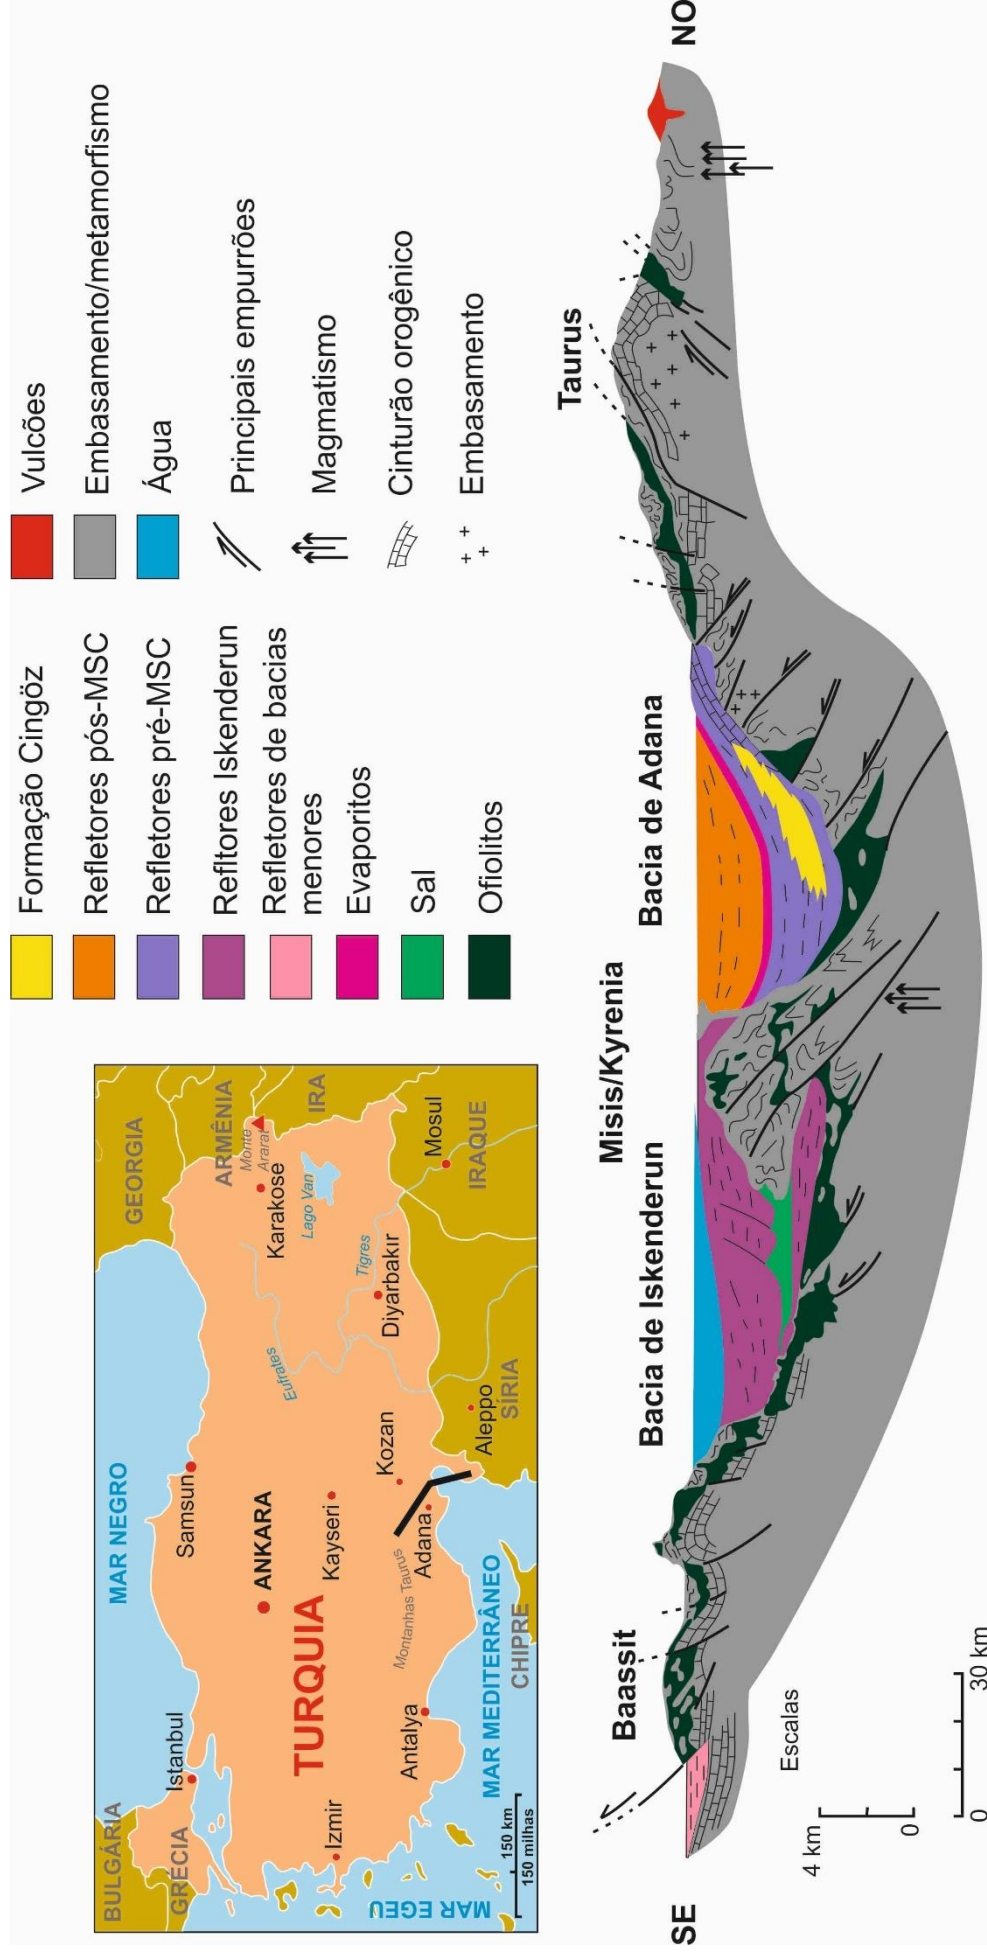 BULGÁRIA
GRÉCIA
Istanbul
MAR NEGRO
Samsun
GEORGIA
ARMÊNIA
Monte
Ararat
IRA
Karakose
Lago Van
Eufrates
Tigres
Diyarbakır
Mosul
IRAQUE
ANKARA
TURQUIA
Kayseri
Kozan
Izmir
Antalya
Montanhas Taurus
Adana
Aleppo
SÍRIA
MAR EGEU
150 km
150 milhas
MAR MEDITERRÂNEO
CHIPRE
Formação Cingöz
Refletores pós-MSC
Refletores pré-MSC
Reflitores Iskenderun
Refletores de bacias
menores
Evaporitos
Sal
Ofiolitos
Vulcões
Embasamento/metamorfismo
Água
Principais empurrões
Magmatismo
Cinturão orogênico
Embasamento
SE
Baassit
Bacia de Iskenderun
Misis/Kyrenia
Bacia de Adana
Taurus
NO
Escalas
4 km
0
0
30 km